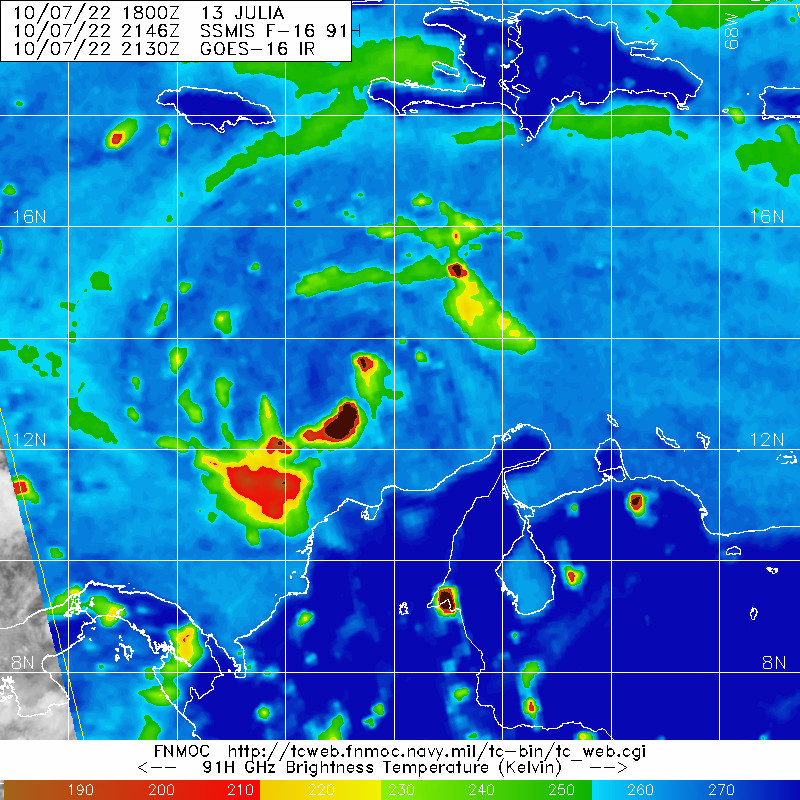 10/07/22 1800Z 13 JULIA
10/07/22 2146Z SSMIS F-16 91H
10/07/22 2130Z GOES-16 IR
72W 68W
16N 16N
12N 12N
8N 8N
FNMOC http://tcweb.fnmoc.navy.mil/tc-bin/tc_web.cgi
<-- 91H GHz Brightness Temperature (Kelvin) -->
190 200 210 220 230 240 250 260 270